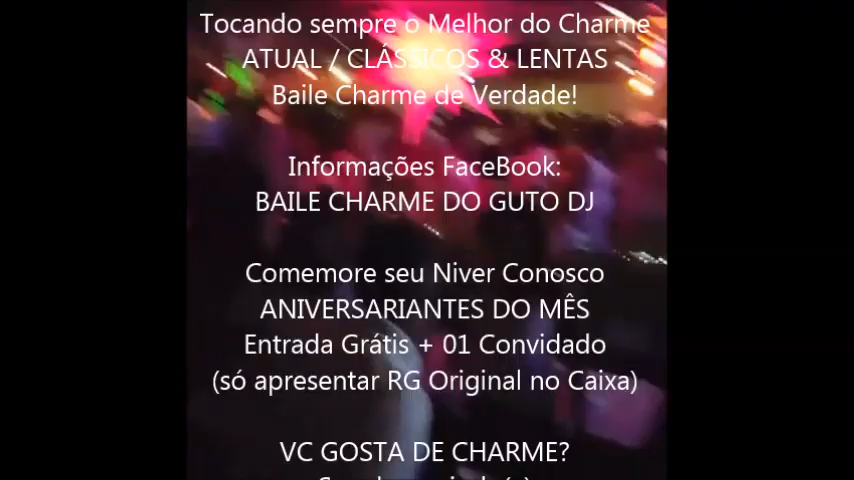 Tocando sempre o Melhor do Charme
ATUAL / CLÁSSICOS & LENTAS
Baile Charme de Verdade!
Informações FaceBook:
BAILE CHARME DO GUTO DJ
Comemore seu Niver Conosco
ANIVERSARIANTES DO MÊS
Entrada Grátis + 01 Convidado
(só apresentar RG Original no Caixa)
VC GOSTA DE CHARME?